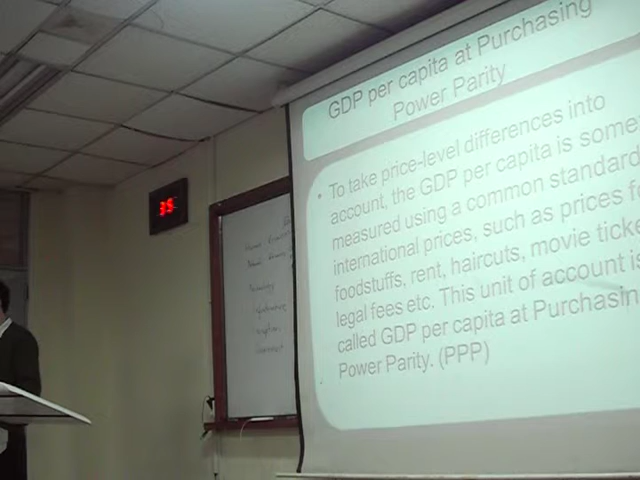 GDP per capita at Purchasing
Power Parity
• To take price-level differences into
account, the GDP per capita is some
measured using a common standard
international prices, such as prices f
foodstuffs, rent, haircuts, movie ticke
legal fees etc. This unit of account is
called GDP per capita at Purchasin
Power Parity. (PPP)
35